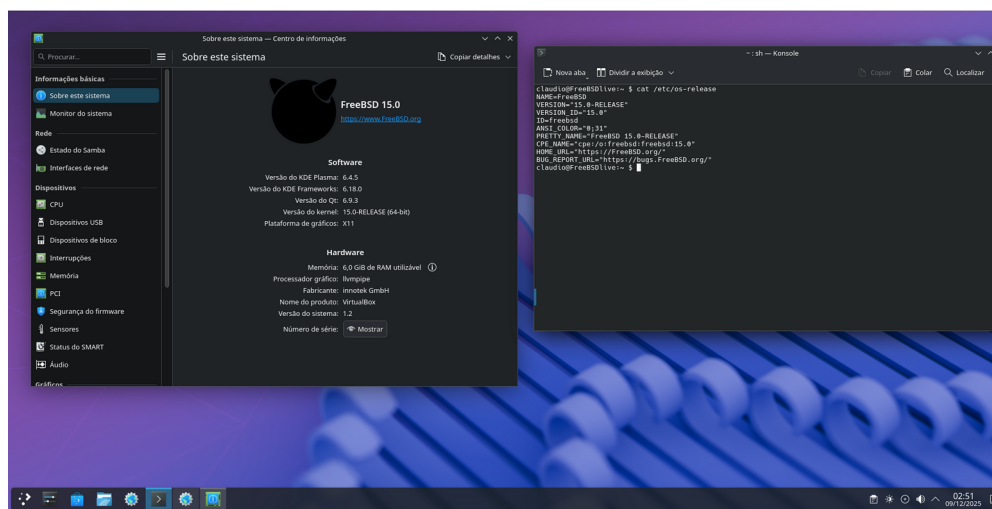 Sobre este sistema — Centro de informações
Procurar...
Sobre este sistema
Copiar detalhes
Informações básicas
Sobre este sistema
Monitor do sistema
Rede
Estado do Samba
Interfaces de rede
Dispositivos
CPU
Dispositivos USB
Dispositivos de bloco
Interrupções
Memória
PCI
Segurança do firmware
Sensores
Status do SMART
Áudio
Gráficos
FreeBSD 15.0
https://www.FreeBSD.org
Software
Versão do KDE Plasma: 6.4.5
Versão do KDE Frameworks: 6.18.0
Versão do Qt: 6.9.3
Versão do kernel: 15.0-RELEASE (64-bit)
Plataforma de gráficos: X11
Hardware
Memória: 6,0 GiB de RAM utilizável
Processador gráfico: llvmpipe
Fabricante: innotek GmbH
Nome do produto: VirtualBox
Versão do sistema: 1.2
Número de série: Mostrar
~ : sh — Konsole
Nova aba Dividir a exibição Copiar Colar Localizar
claudio@FreeBSDlive:~ $ cat /etc/os-release
NAME=FreeBSD
VERSION="15.0-RELEASE"
VERSION_ID="15.0"
ID=freebsd
ANSI_COLOR="0;31"
PRETTY_NAME="FreeBSD 15.0-RELEASE"
CPE_NAME="cpe:/o:freebsd:freebsd:15.0"
HOME_URL="https://FreeBSD.org/"
BUG_REPORT_URL="https://bugs.FreeBSD.org/"
claudio@FreeBSDlive:~ $
02:51
09/12/2025